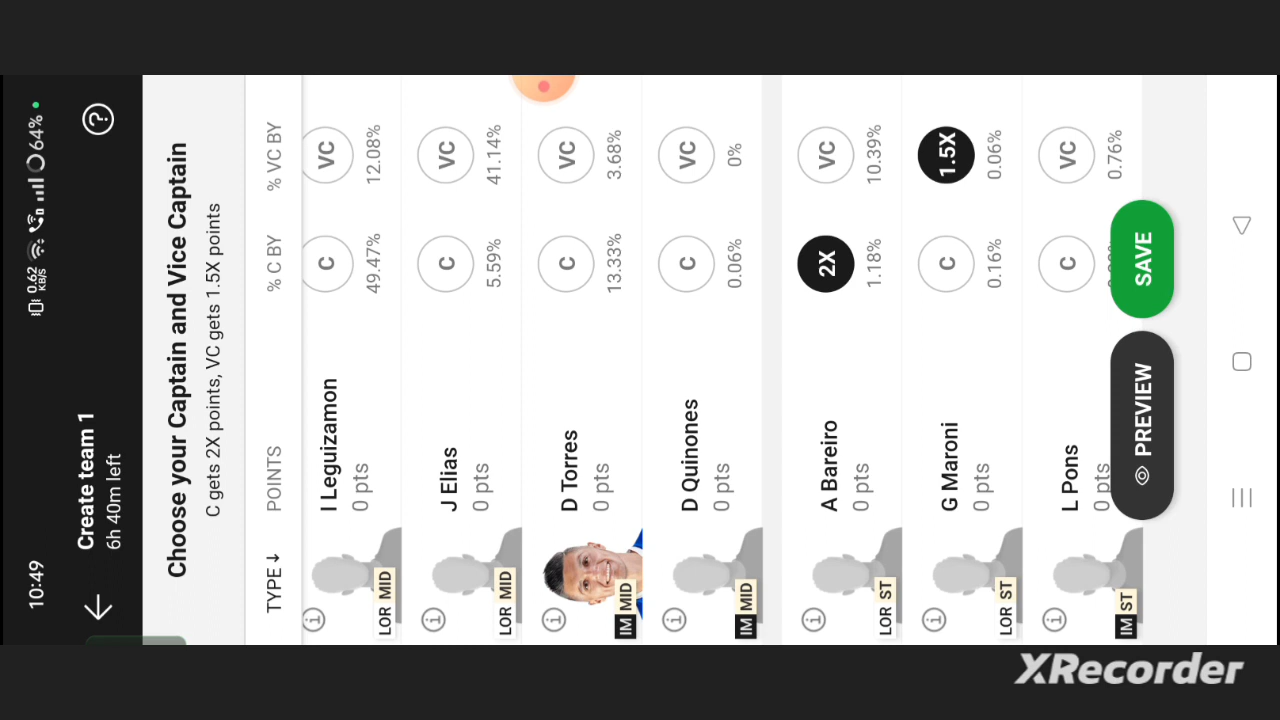 10:49
0.62 KB/S
64%
Create team 1
6h 40m left
?
Choose your Captain and Vice Captain
C gets 2X points, VC gets 1.5X points
TYPE ↓ POINTS % C BY % VC BY
I Leguizamon
0 pts
LOR MID
C 49.47%
VC 12.08%
J Elias
0 pts
LOR MID
C 5.59%
VC 41.14%
D Torres
0 pts
IM MID
C 13.33%
VC 3.68%
D Quinones
0 pts
IM MID
C 0.06%
VC 0%
A Bareiro
0 pts
LOR ST
2X 1.18%
VC 10.39%
G Maroni
0 pts
LOR ST
C 0.16%
1.5X 0.06%
L Pons
0 pts
IM ST
C
VC 0.76%
PREVIEW
SAVE
XRecorder